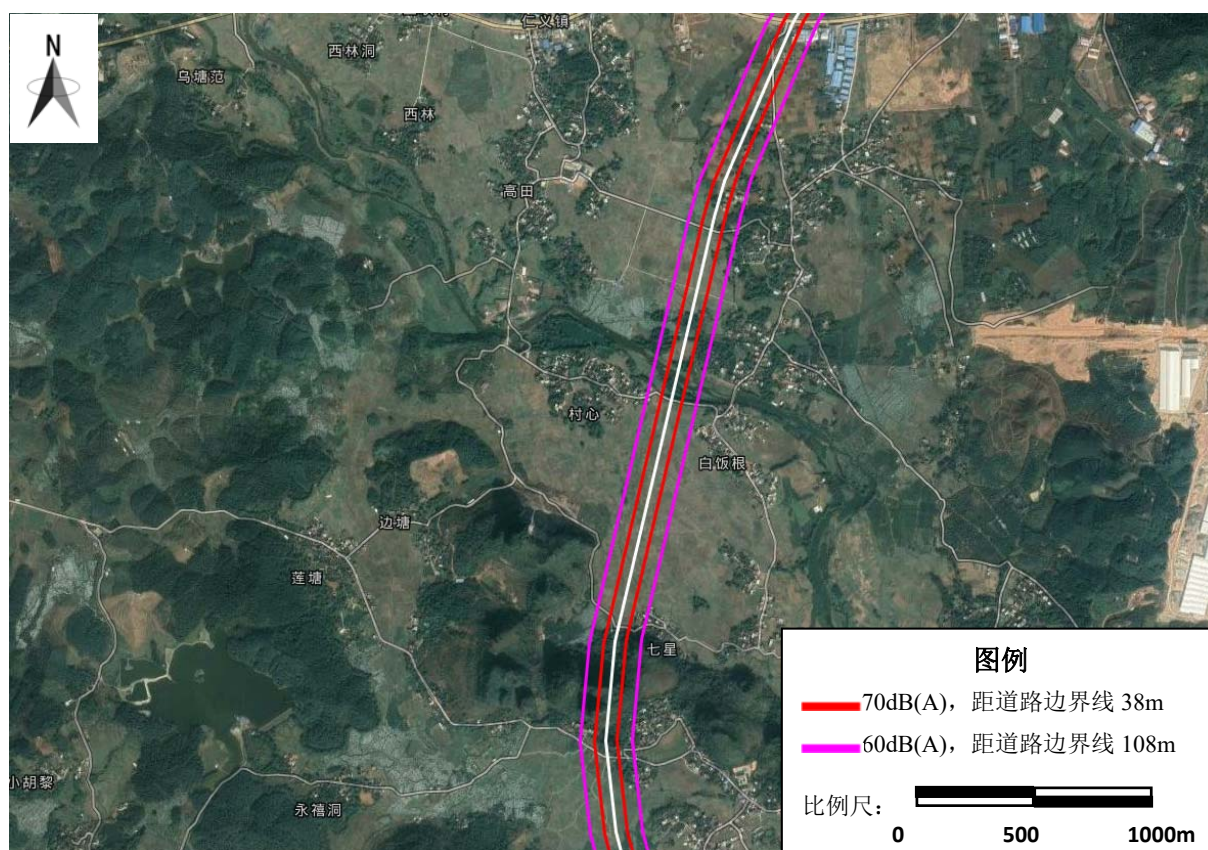 N
仁义镇
西林洞
乌塘范
西林
高田
村心
白饭根
边塘
莲塘
七星
小胡黎
永禧洞
图例
70dB(A)，距道路边界线 38m
60dB(A)，距道路边界线 108m
比例尺：
0 500 1000m